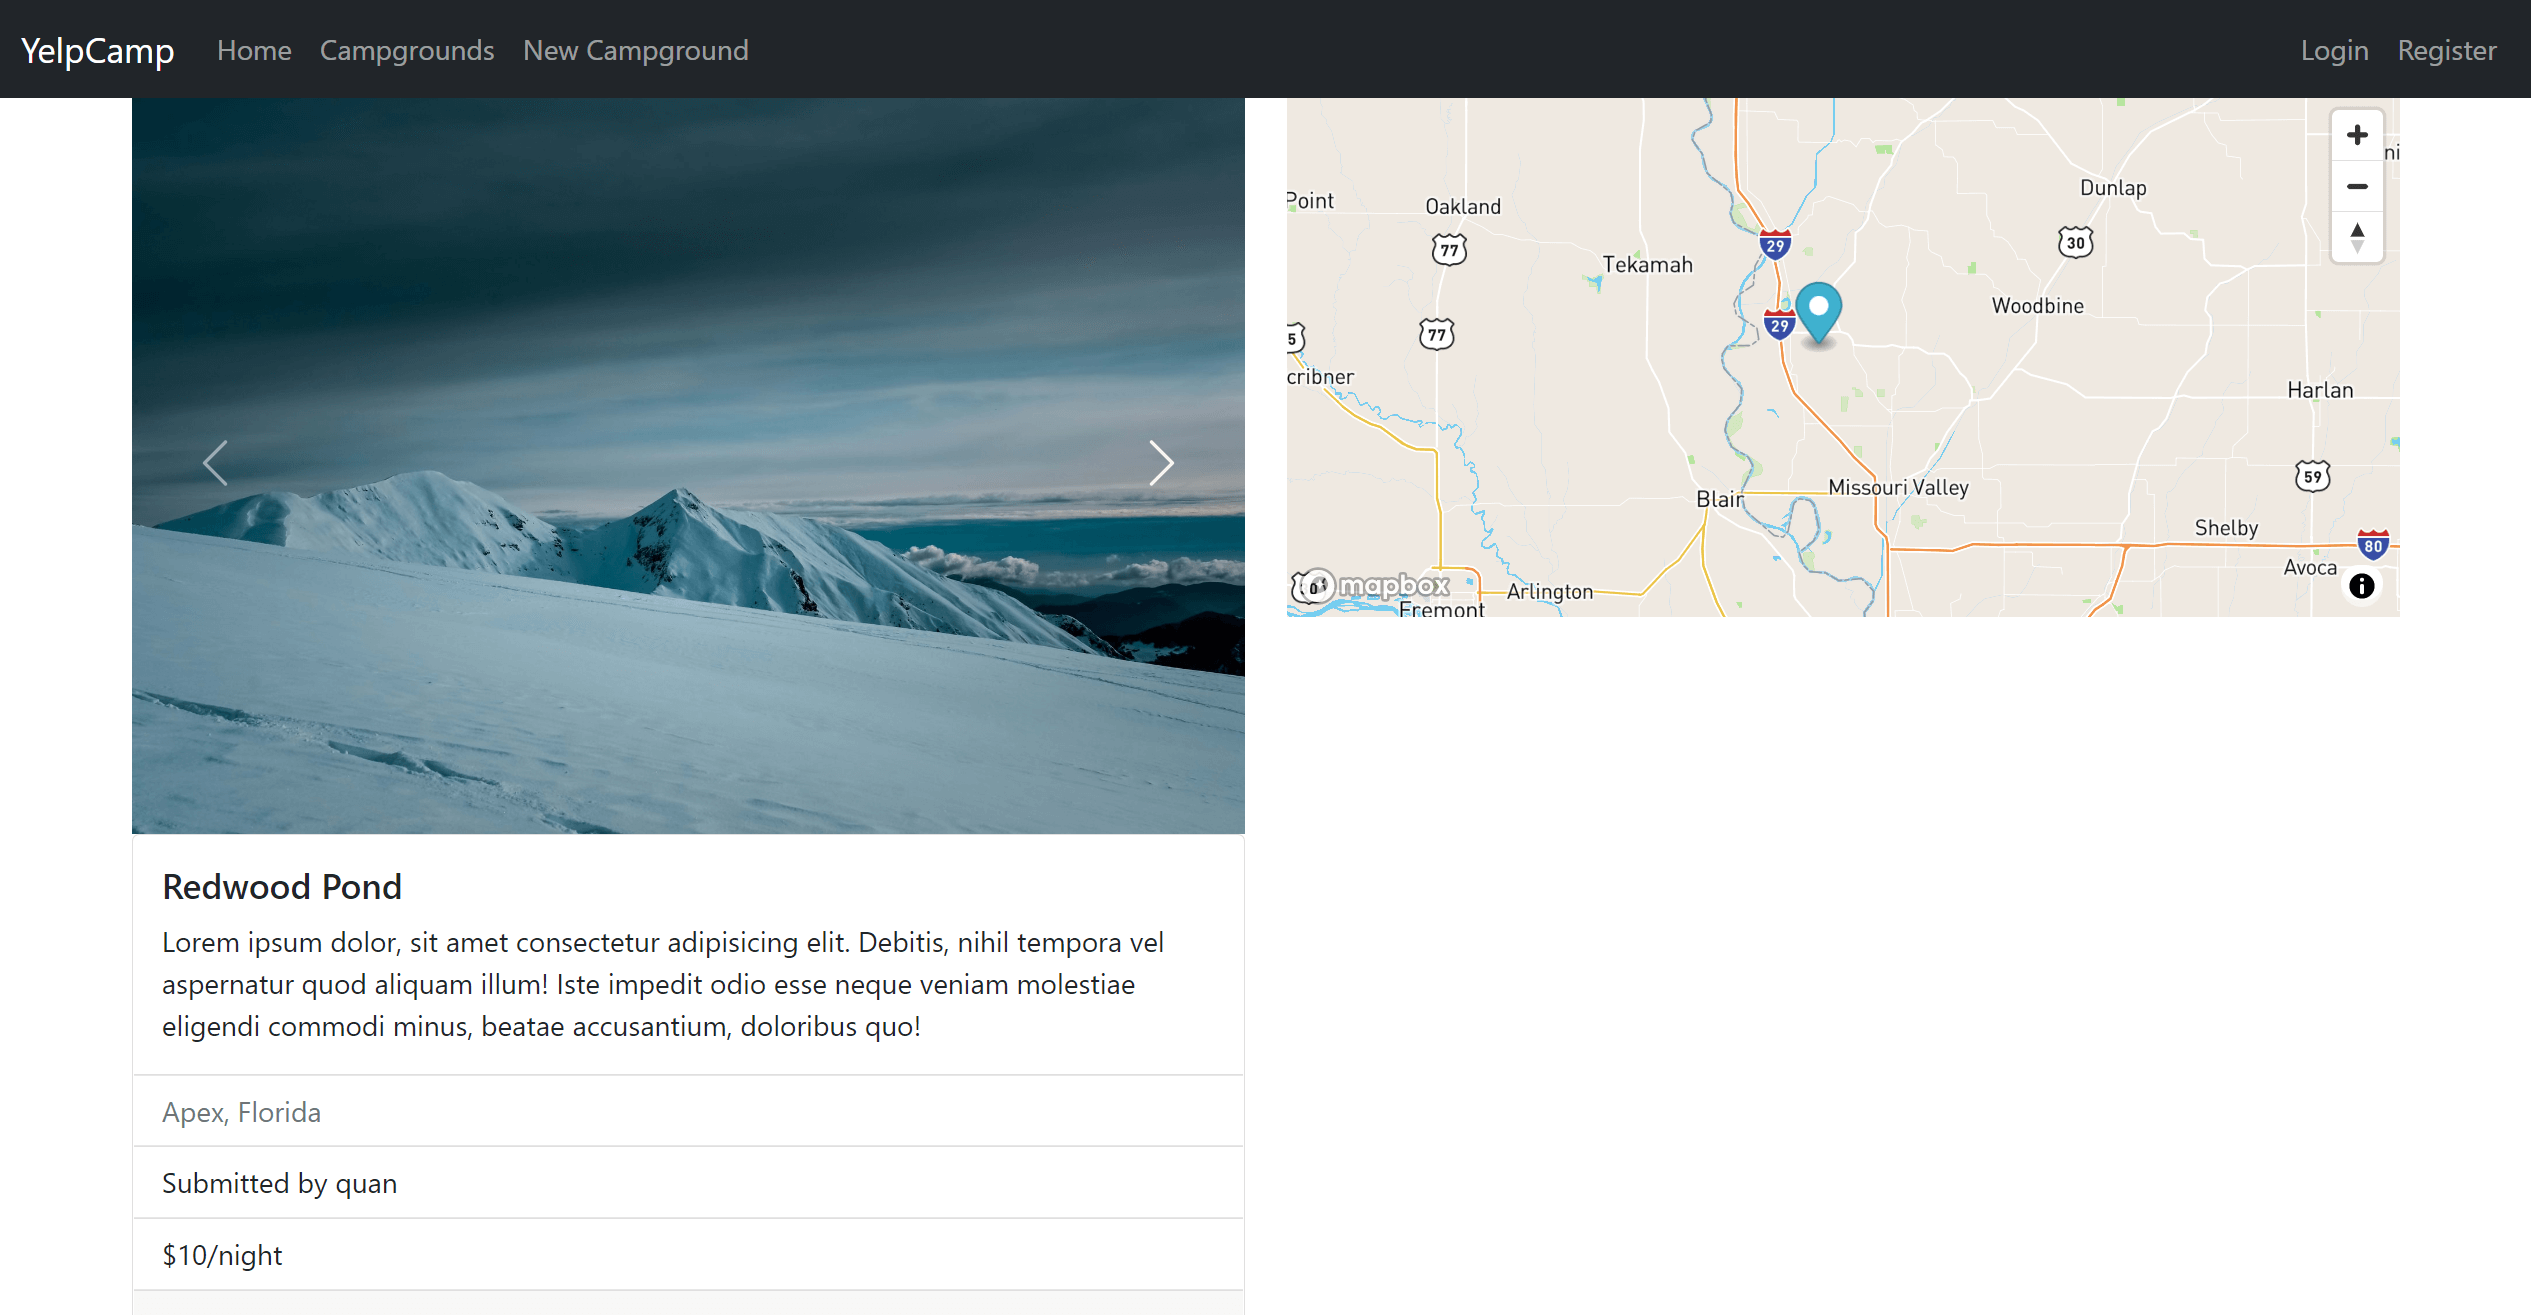 YelpCamp Home Campgrounds New Campground Login Register
Point
Oakland
77
Tekamah
29
Dunlap
30
Woodbine
29
77
5
cribner
Harlan
59
Blair
Missouri Valley
Shelby
80
Avoca
mapbox
Arlington
Fremont
ni
Redwood Pond
Lorem ipsum dolor, sit amet consectetur adipisicing elit. Debitis, nihil tempora vel
aspernatur quod aliquam illum! Iste impedit odio esse neque veniam molestiae
eligendi commodi minus, beatae accusantium, doloribus quo!
Apex, Florida
Submitted by quan
$10/night